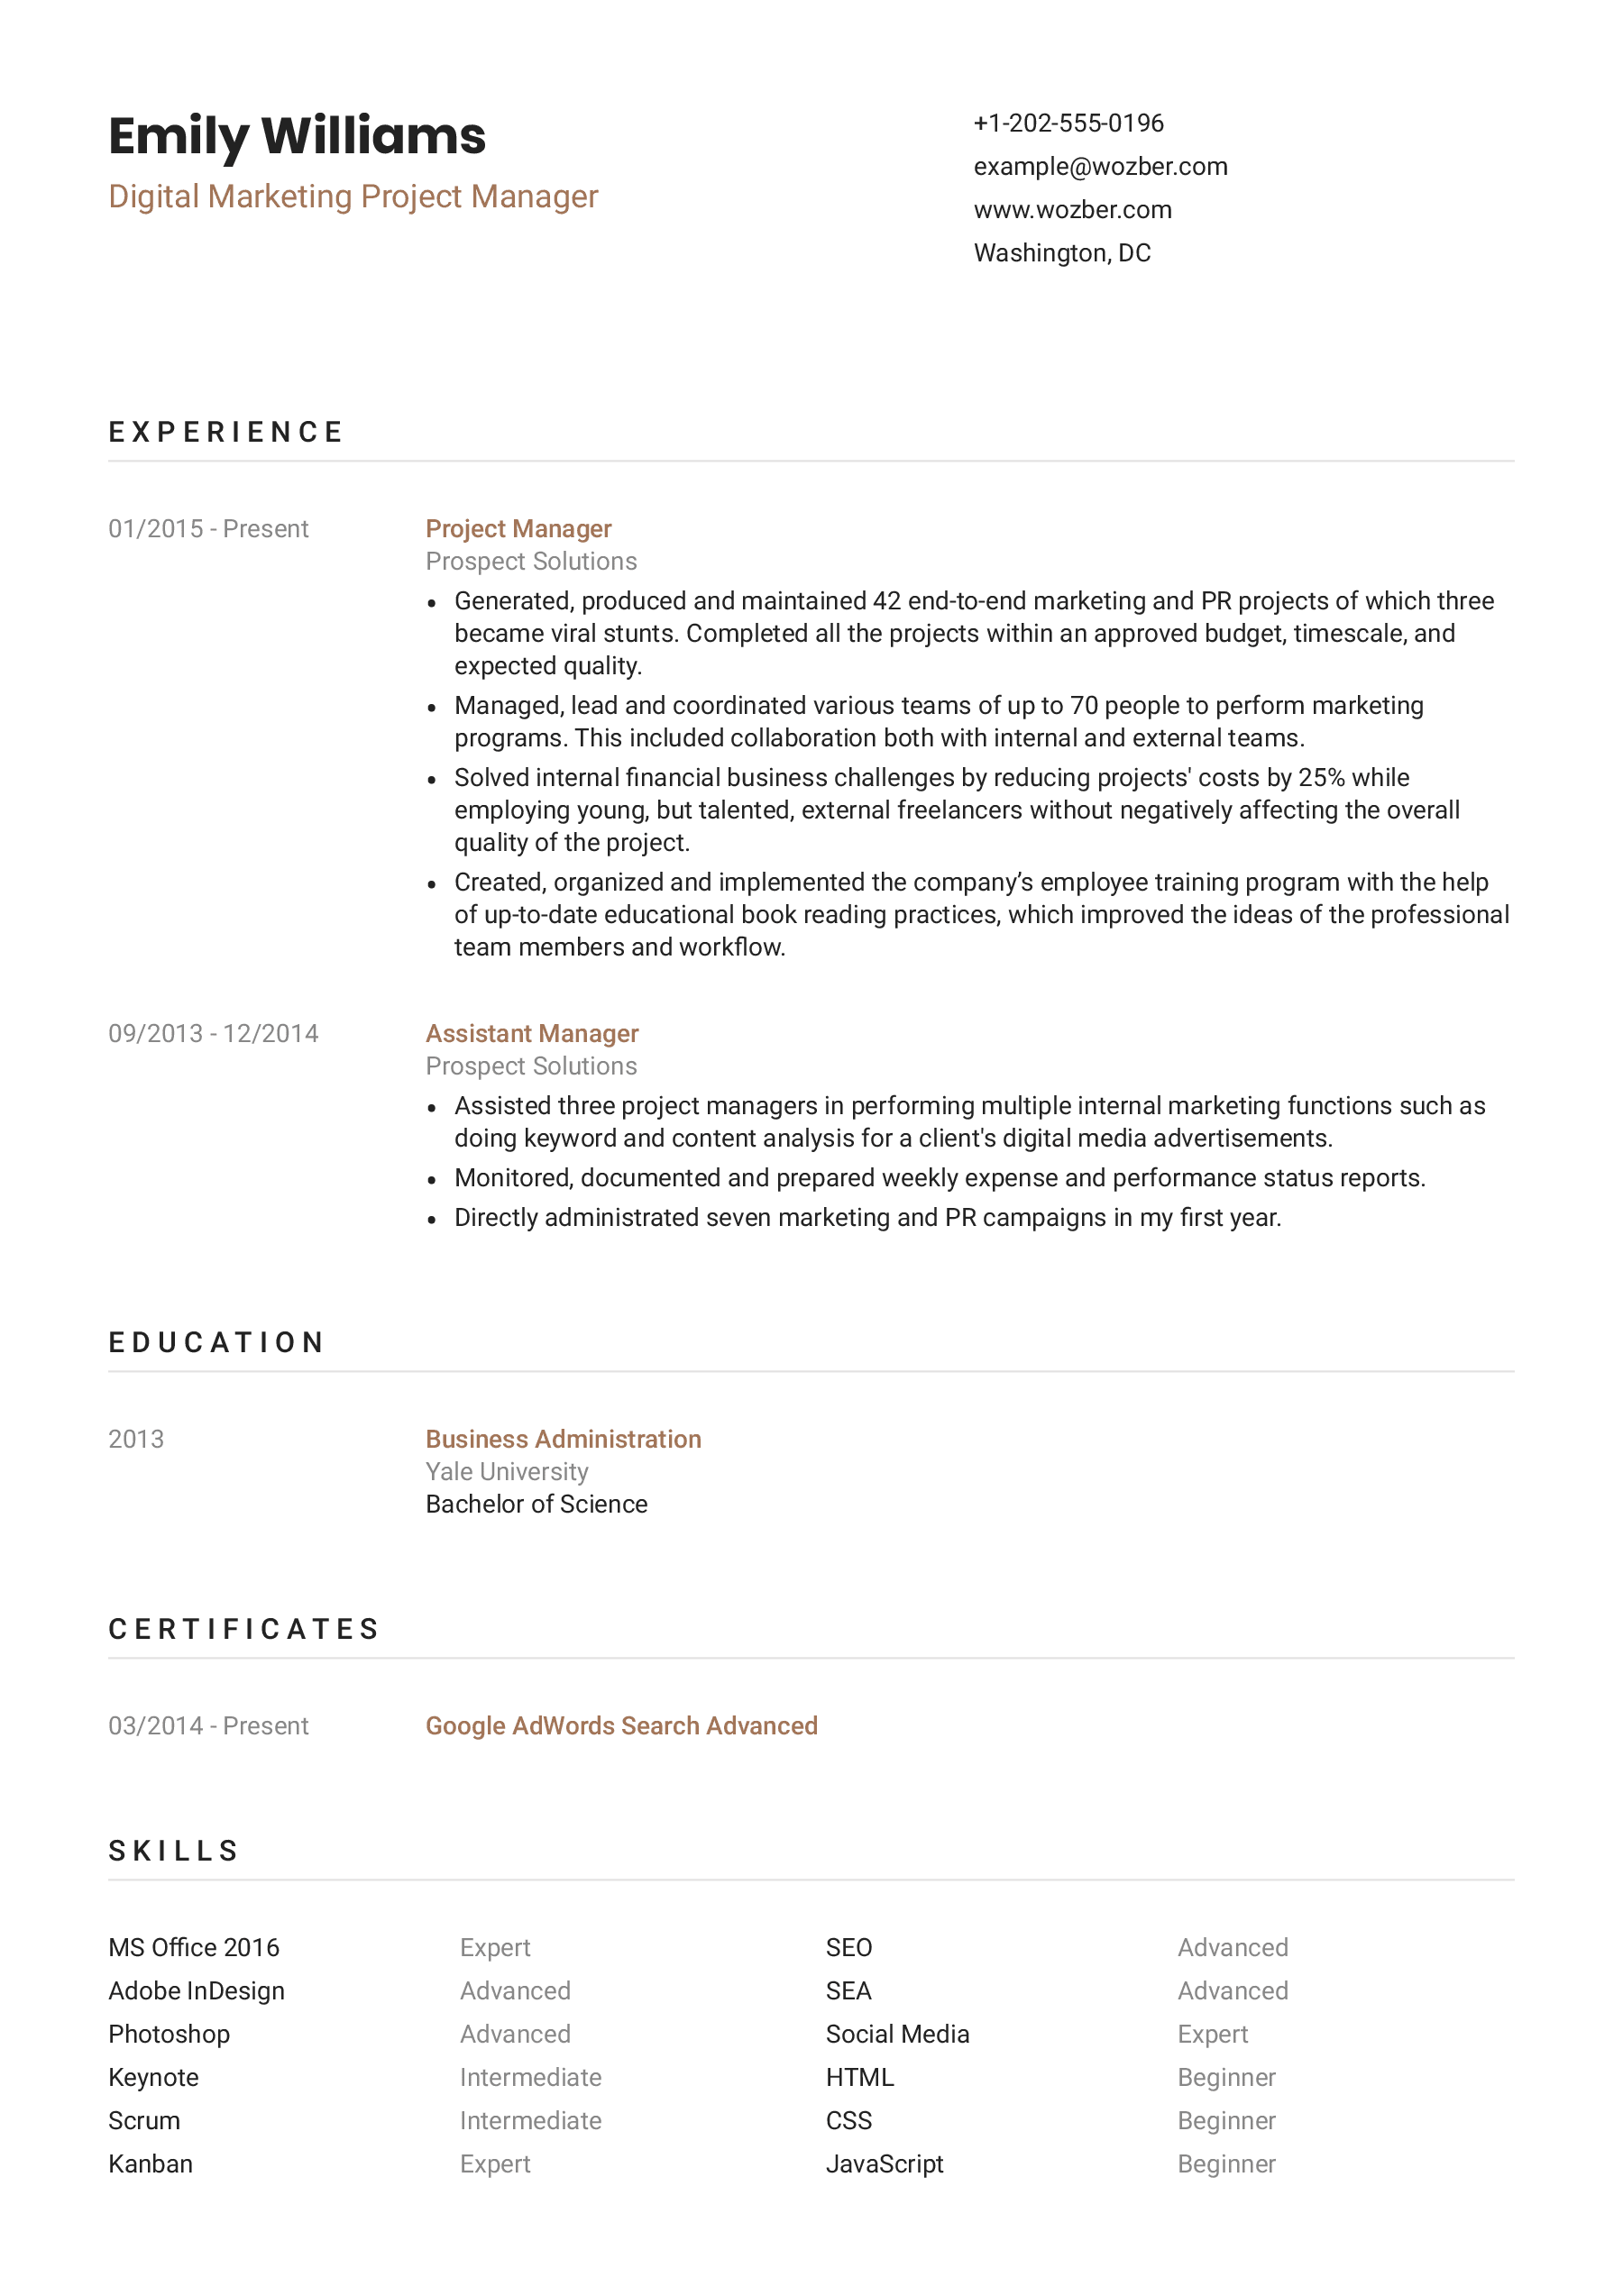 Emily Williams
Digital Marketing Project Manager
+1-202-555-0196
example@wozber.com
www.wozber.com
Washington, DC
EXPERIENCE
01/2015 - Present
Project Manager
Prospect Solutions
• Generated, produced and maintained 42 end-to-end marketing and PR projects of which three
became viral stunts. Completed all the projects within an approved budget, timescale, and
expected quality.
• Managed, lead and coordinated various teams of up to 70 people to perform marketing
programs. This included collaboration both with internal and external teams.
• Solved internal financial business challenges by reducing projects' costs by 25% while
employing young, but talented, external freelancers without negatively affecting the overall
quality of the project.
• Created, organized and implemented the company’s employee training program with the help
of up-to-date educational book reading practices, which improved the ideas of the professional
team members and workflow.
09/2013 - 12/2014
Assistant Manager
Prospect Solutions
• Assisted three project managers in performing multiple internal marketing functions such as
doing keyword and content analysis for a client's digital media advertisements.
• Monitored, documented and prepared weekly expense and performance status reports.
• Directly administrated seven marketing and PR campaigns in my first year.
EDUCATION
2013
Business Administration
Yale University
Bachelor of Science
CERTIFICATES
03/2014 - Present
Google AdWords Search Advanced
SKILLS
MS Office 2016 Expert SEO Advanced
Adobe InDesign Advanced SEA Advanced
Photoshop Advanced Social Media Expert
Keynote Intermediate HTML Beginner
Scrum Intermediate CSS Beginner
Kanban Expert JavaScript Beginner